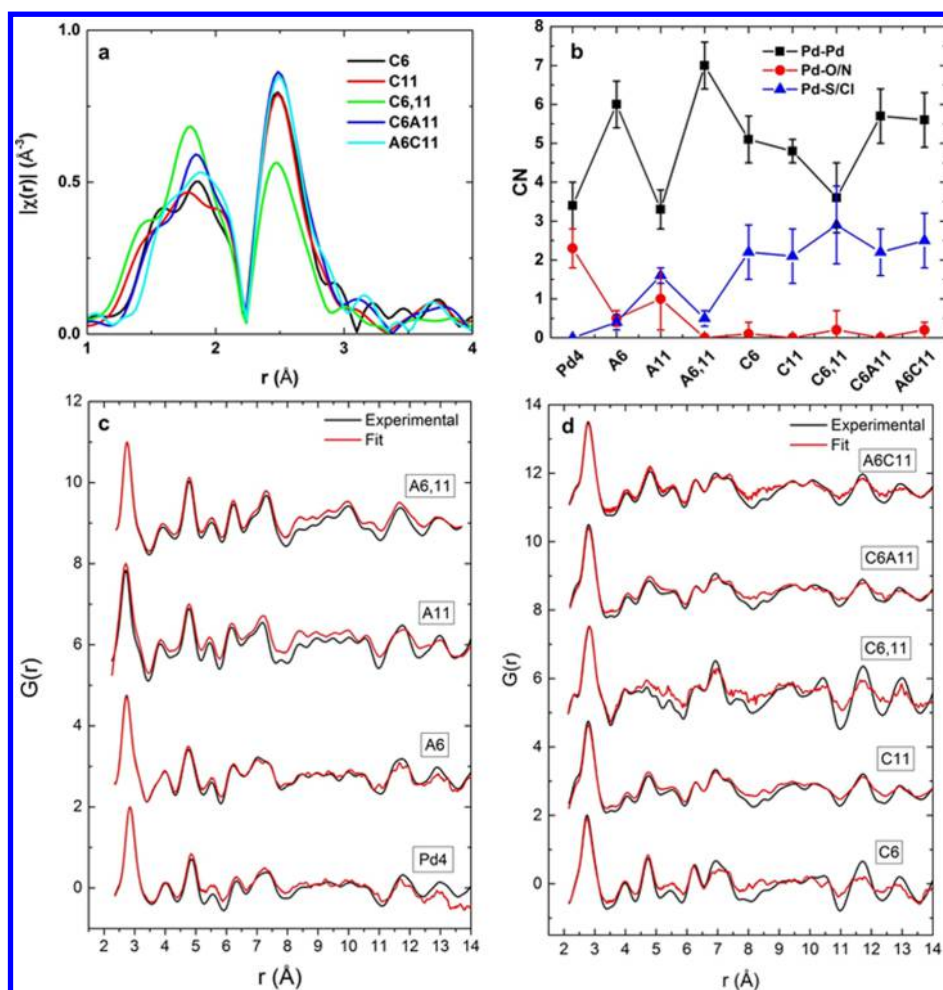 a
C6
C11
C6,11
C6A11
A6C11
|χ(r)| (Å⁻³)
1.0
0.5
0.0
1 2 3 4
r (Å)
b
Pd-Pd
Pd-O/N
Pd-S/Cl
CN
8
7
6
5
4
3
2
1
0
Pd4 A6 A11 A6,11 C6 C11 C6,11 C6A11 A6C11
c
Experimental
Fit
A6,11
A11
A6
Pd4
G(r)
12
10
8
6
4
2
0
2 3 4 5 6 7 8 9 10 11 12 13 14
r (Å)
d
Experimental
Fit
A6C11
C6A11
C6,11
C11
C6
G(r)
14
12
10
8
6
4
2
0
2 3 4 5 6 7 8 9 10 11 12 13 14
r (Å)